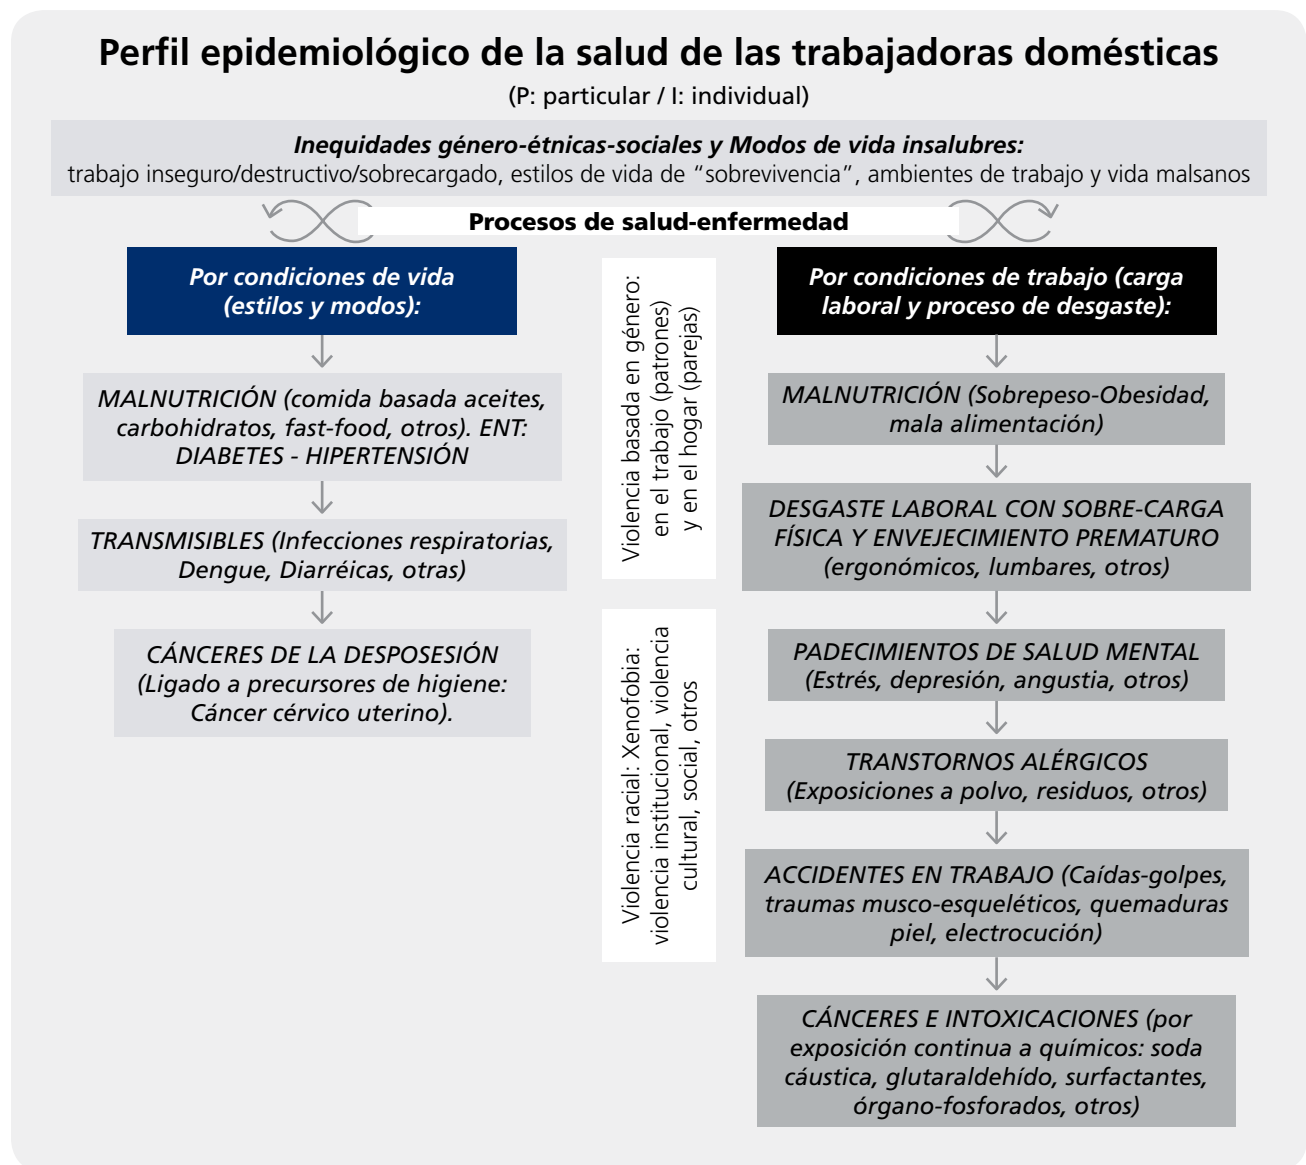 Perfil epidemiológico de la salud de las trabajadoras domésticas
(P: particular / I: individual)
Inequidades género-étnicas-sociales y Modos de vida insalubres:
trabajo inseguro/destructivo/sobrecargado, estilos de vida de “sobrevivencia”, ambientes de trabajo y vida malsanos
Procesos de salud-enfermedad
Por condiciones de vida
(estilos y modos):
MALNUTRICIÓN (comida basada aceites,
carbohidratos, fast-food, otros). ENT:
DIABETES - HIPERTENSIÓN
TRANSMISIBLES (Infecciones respiratorias,
Dengue, Diarréicas, otras)
CÁNCERES DE LA DESPOSESIÓN
(Ligado a precursores de higiene:
Cáncer cérvico uterino).
Violencia basada en género:
en el trabajo (patrones)
y en el hogar (parejas)
Violencia racial: Xenofobia:
violencia institucional, violencia
cultural, social, otros
Por condiciones de trabajo (carga
laboral y proceso de desgaste):
MALNUTRICIÓN (Sobrepeso-Obesidad,
mala alimentación)
DESGASTE LABORAL CON SOBRE-CARGA
FÍSICA Y ENVEJECIMIENTO PREMATURO
(ergonómicos, lumbares, otros)
PADECIMIENTOS DE SALUD MENTAL
(Estrés, depresión, angustia, otros)
TRANSTORNOS ALÉRGICOS
(Exposiciones a polvo, residuos, otros)
ACCIDENTES EN TRABAJO (Caídas-golpes,
traumas musco-esqueléticos, quemaduras
piel, electrocución)
CÁNCERES E INTOXICACIONES (por
exposición continua a químicos: soda
cáustica, glutaraldehído, surfactantes,
órgano-fosforados, otros)